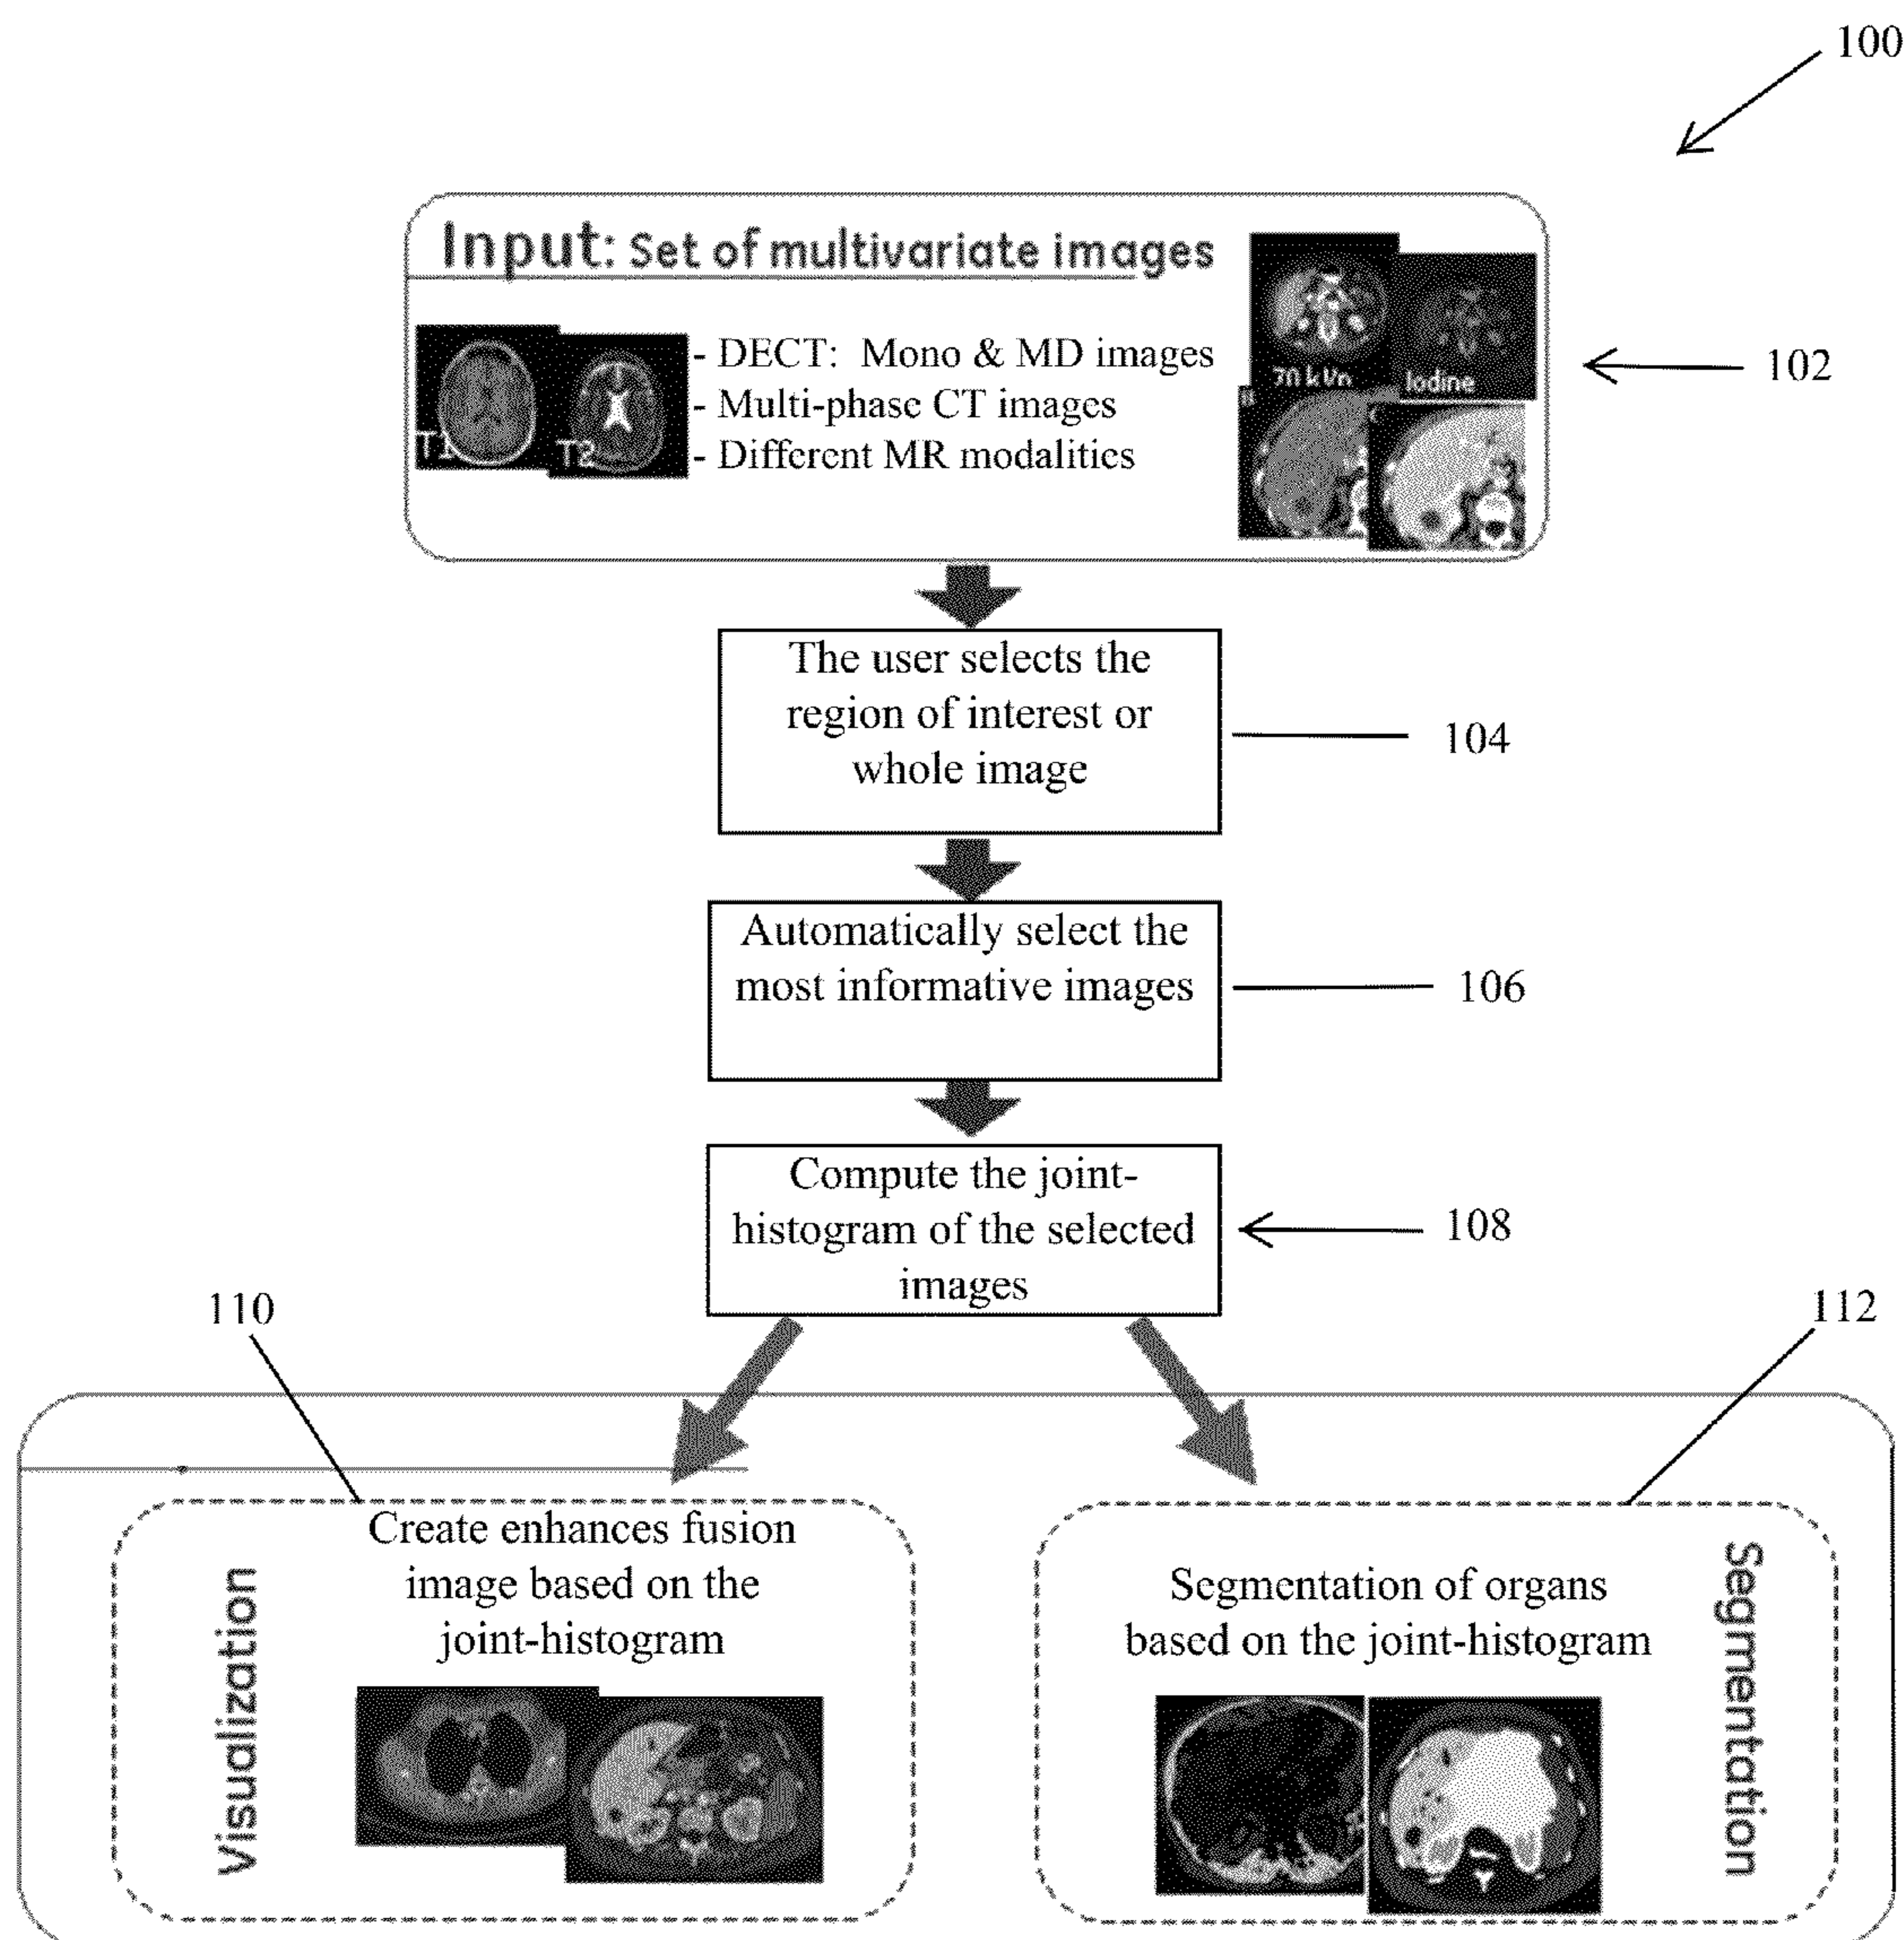 100
Input: Set of multivariate images
- DECT: Mono & MD images
- Multi-phase CT images
- Different MR modalities
T1
T2
70 kVp
Iodine
102
The user selects the
region of interest or
whole image
104
Automatically select the
most informative images
106
Compute the joint-
histogram of the selected
images
108
110
112
Visualization
Create enhances fusion
image based on the
joint-histogram
Segmentation of organs
based on the joint-histogram
Segmentation